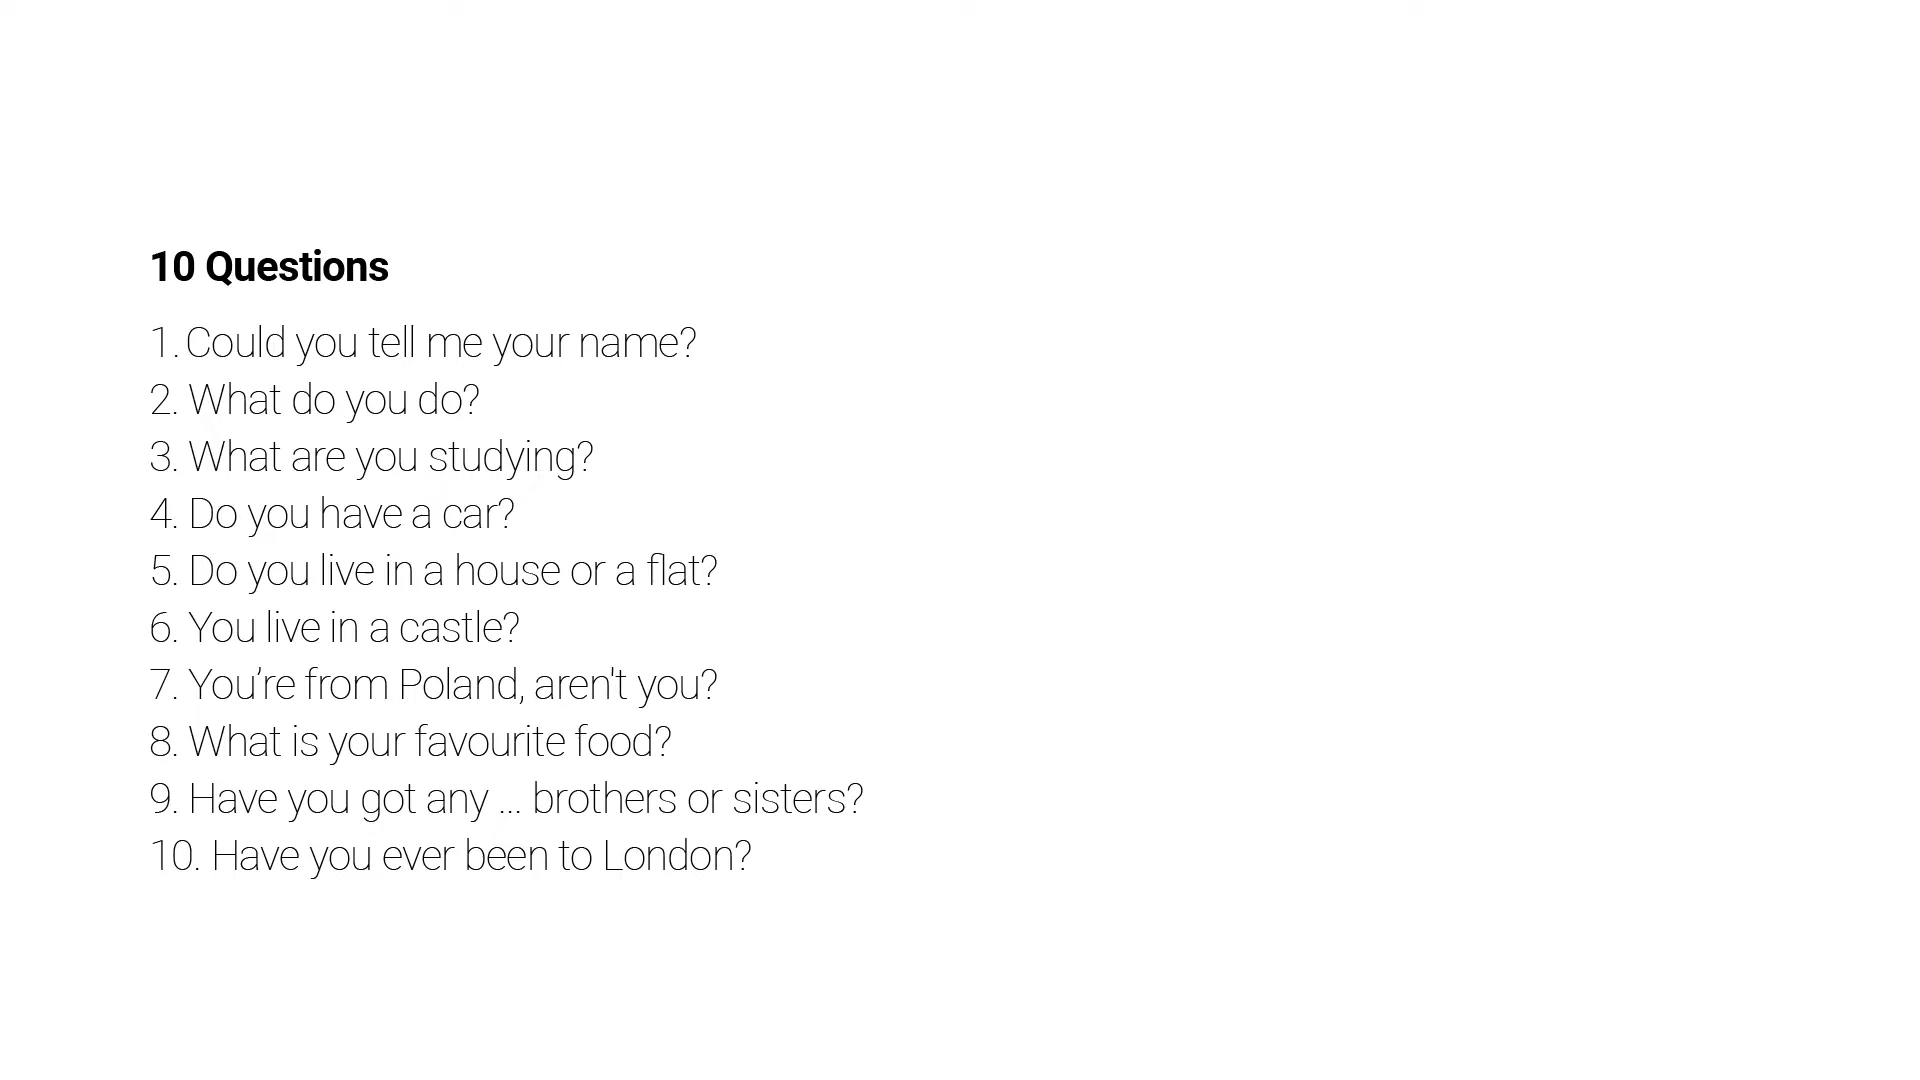 10 Questions
1. Could you tell me your name?
2. What do you do?
3. What are you studying?
4. Do you have a car?
5. Do you live in a house or a flat?
6. You live in a castle?
7. You’re from Poland, aren't you?
8. What is your favourite food?
9. Have you got any ... brothers or sisters?
10. Have you ever been to London?